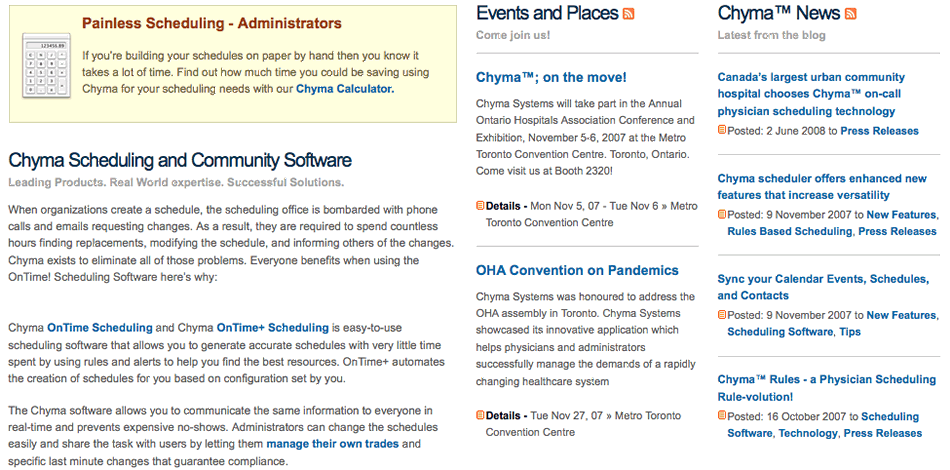 Painless Scheduling - Administrators
If you're building your schedules on paper by hand then you know it
takes a lot of time. Find out how much time you could be saving using
Chyma for your scheduling needs with our Chyma Calculator.
Chyma Scheduling and Community Software
Leading Products. Real World expertise. Successful Solutions.
When organizations create a schedule, the scheduling office is bombarded with phone
calls and emails requesting changes. As a result, they are required to spend countless
hours finding replacements, modifying the schedule, and informing others of the changes.
Chyma exists to eliminate all of those problems. Everyone benefits when using the
OnTime! Scheduling Software here's why:
Chyma OnTime Scheduling and Chyma OnTime+ Scheduling is easy-to-use
scheduling software that allows you to generate accurate schedules with very little time
spent by using rules and alerts to help you find the best resources. OnTime+ automates
the creation of schedules for you based on configuration set by you.
The Chyma software allows you to communicate the same information to everyone in
real-time and prevents expensive no-shows. Administrators can change the schedules
easily and share the task with users by letting them manage their own trades and
specific last minute changes that guarantee compliance.
Events and Places
Come join us!
Chyma™; on the move!
Chyma Systems will take part in the Annual
Ontario Hospitals Association Conference and
Exhibition, November 5-6, 2007 at the Metro
Toronto Convention Centre. Toronto, Ontario.
Come visit us at Booth 2320!
Details - Mon Nov 5, 07 - Tue Nov 6 » Metro
Toronto Convention Centre
OHA Convention on Pandemics
Chyma Systems was honoured to address the
OHA assembly in Toronto. Chyma Systems
showcased its innovative application which
helps physicians and administrators
successfully manage the demands of a rapidly
changing healthcare system
Details - Tue Nov 27, 07 » Metro Toronto
Convention Centre
Chyma™ News
Latest from the blog
Canada's largest urban community
hospital chooses Chyma™ on-call
physician scheduling technology
Posted: 2 June 2008 to Press Releases
Chyma scheduler offers enhanced new
features that increase versatility
Posted: 9 November 2007 to New Features,
Rules Based Scheduling, Press Releases
Sync your Calendar Events, Schedules,
and Contacts
Posted: 9 November 2007 to New Features,
Scheduling Software, Tips
Chyma™ Rules - a Physician Scheduling
Rule-volution!
Posted: 16 October 2007 to Scheduling
Software, Technology, Press Releases